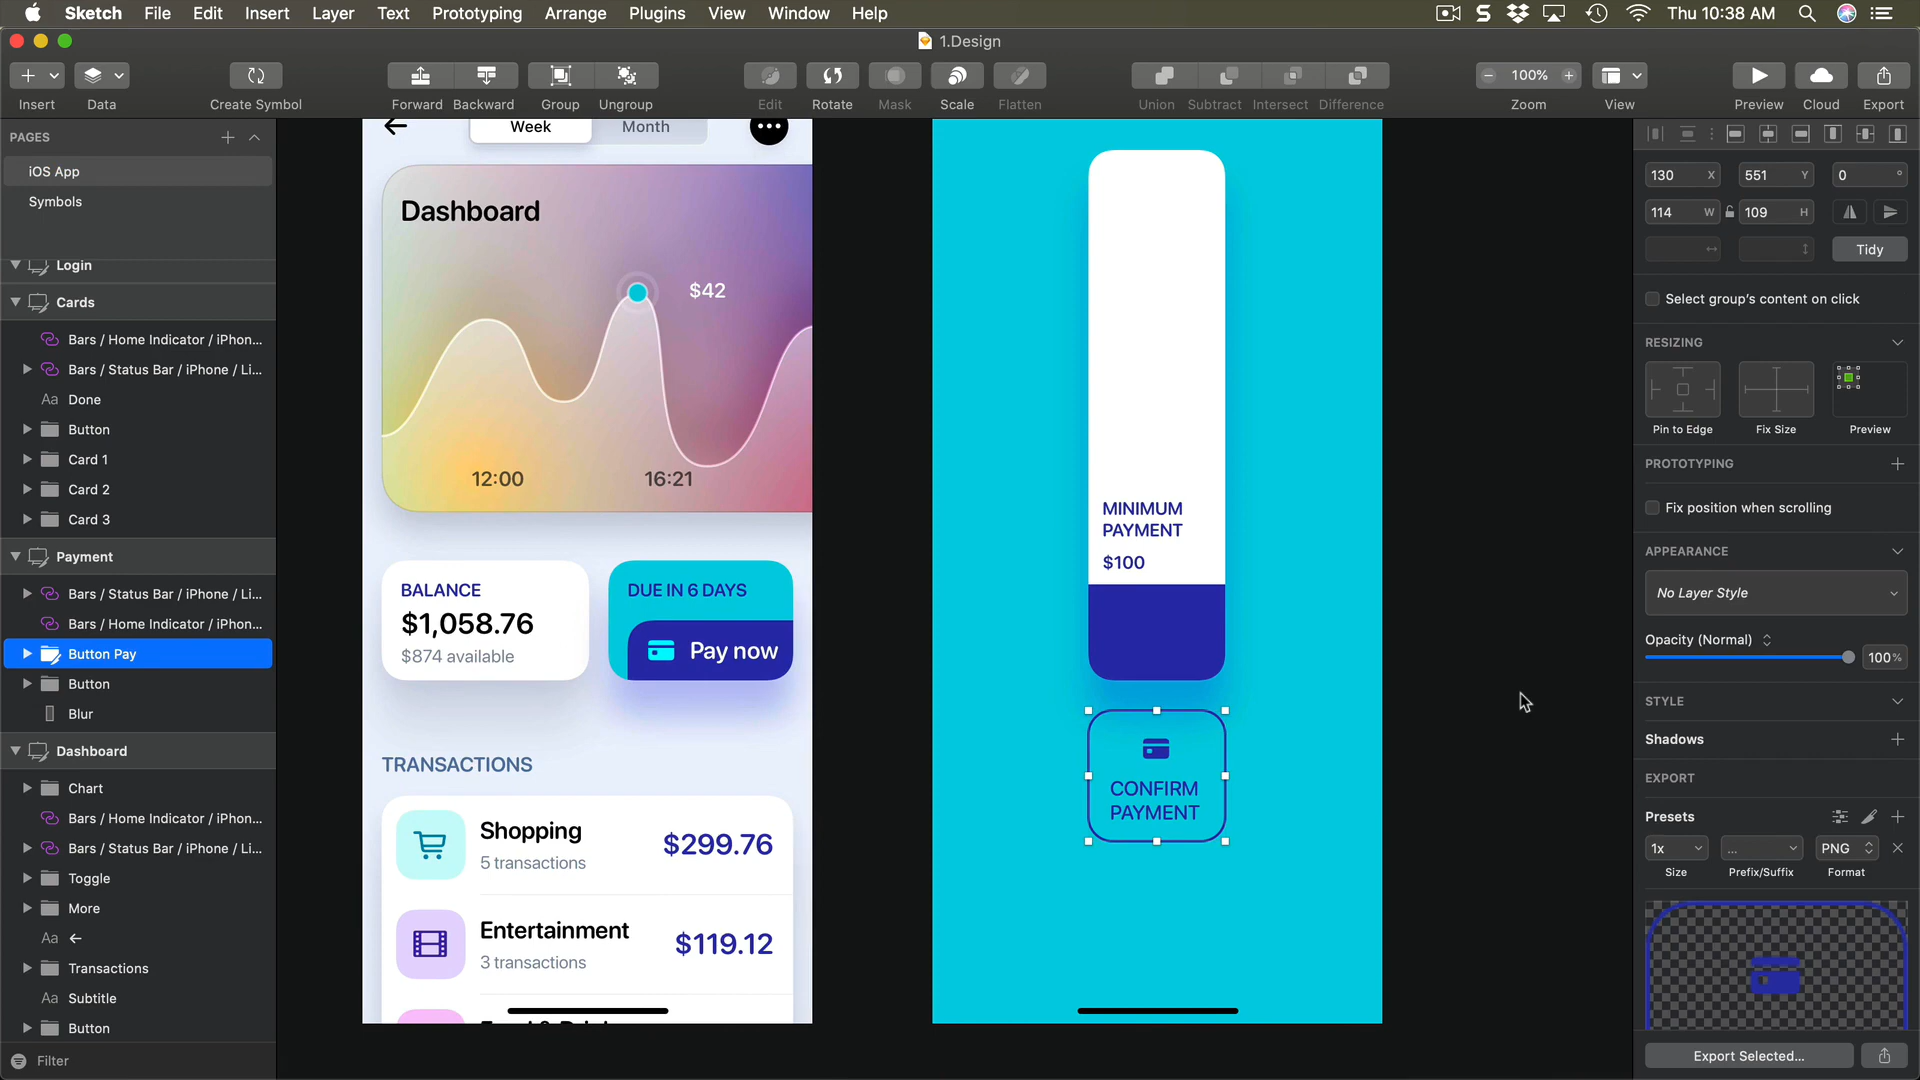 Sketch File Edit Insert Layer Text Prototyping Arrange Plugins View Window Help
Thu 10:38 AM
1.Design
100%
Insert Data Create Symbol Forward Backward Group Ungroup Edit Rotate Mask Scale Flatten Union Subtract Intersect Difference Zoom View Preview Cloud Export
PAGES
iOS App
Symbols
Login
Cards
Bars / Home Indicator / iPhon...
Bars / Status Bar / iPhone / Li...
Aa Done
Button
Card 1
Card 2
Card 3
Payment
Bars / Status Bar / iPhone / Li...
Bars / Home Indicator / iPhon...
Button Pay
Button
Blur
Dashboard
Chart
Bars / Home Indicator / iPhon...
Bars / Status Bar / iPhone / Li...
Toggle
More
Aa ←
Transactions
Aa Subtitle
Button
Filter
Week Month
Dashboard
$42
12:00 16:21
BALANCE
$1,058.76
$874 available
DUE IN 6 DAYS
Pay now
TRANSACTIONS
Shopping
5 transactions
$299.76
Entertainment
3 transactions
$119.12
MINIMUM
PAYMENT
$100
CONFIRM
PAYMENT
130 X 551 Y 0 °
114 W 109 H
Tidy
Select group's content on click
RESIZING
Pin to Edge Fix Size Preview
PROTOTYPING
Fix position when scrolling
APPEARANCE
No Layer Style
Opacity (Normal)
100%
STYLE
Shadows
EXPORT
Presets
1x ... PNG
Size Prefix/Suffix Format
Export Selected...